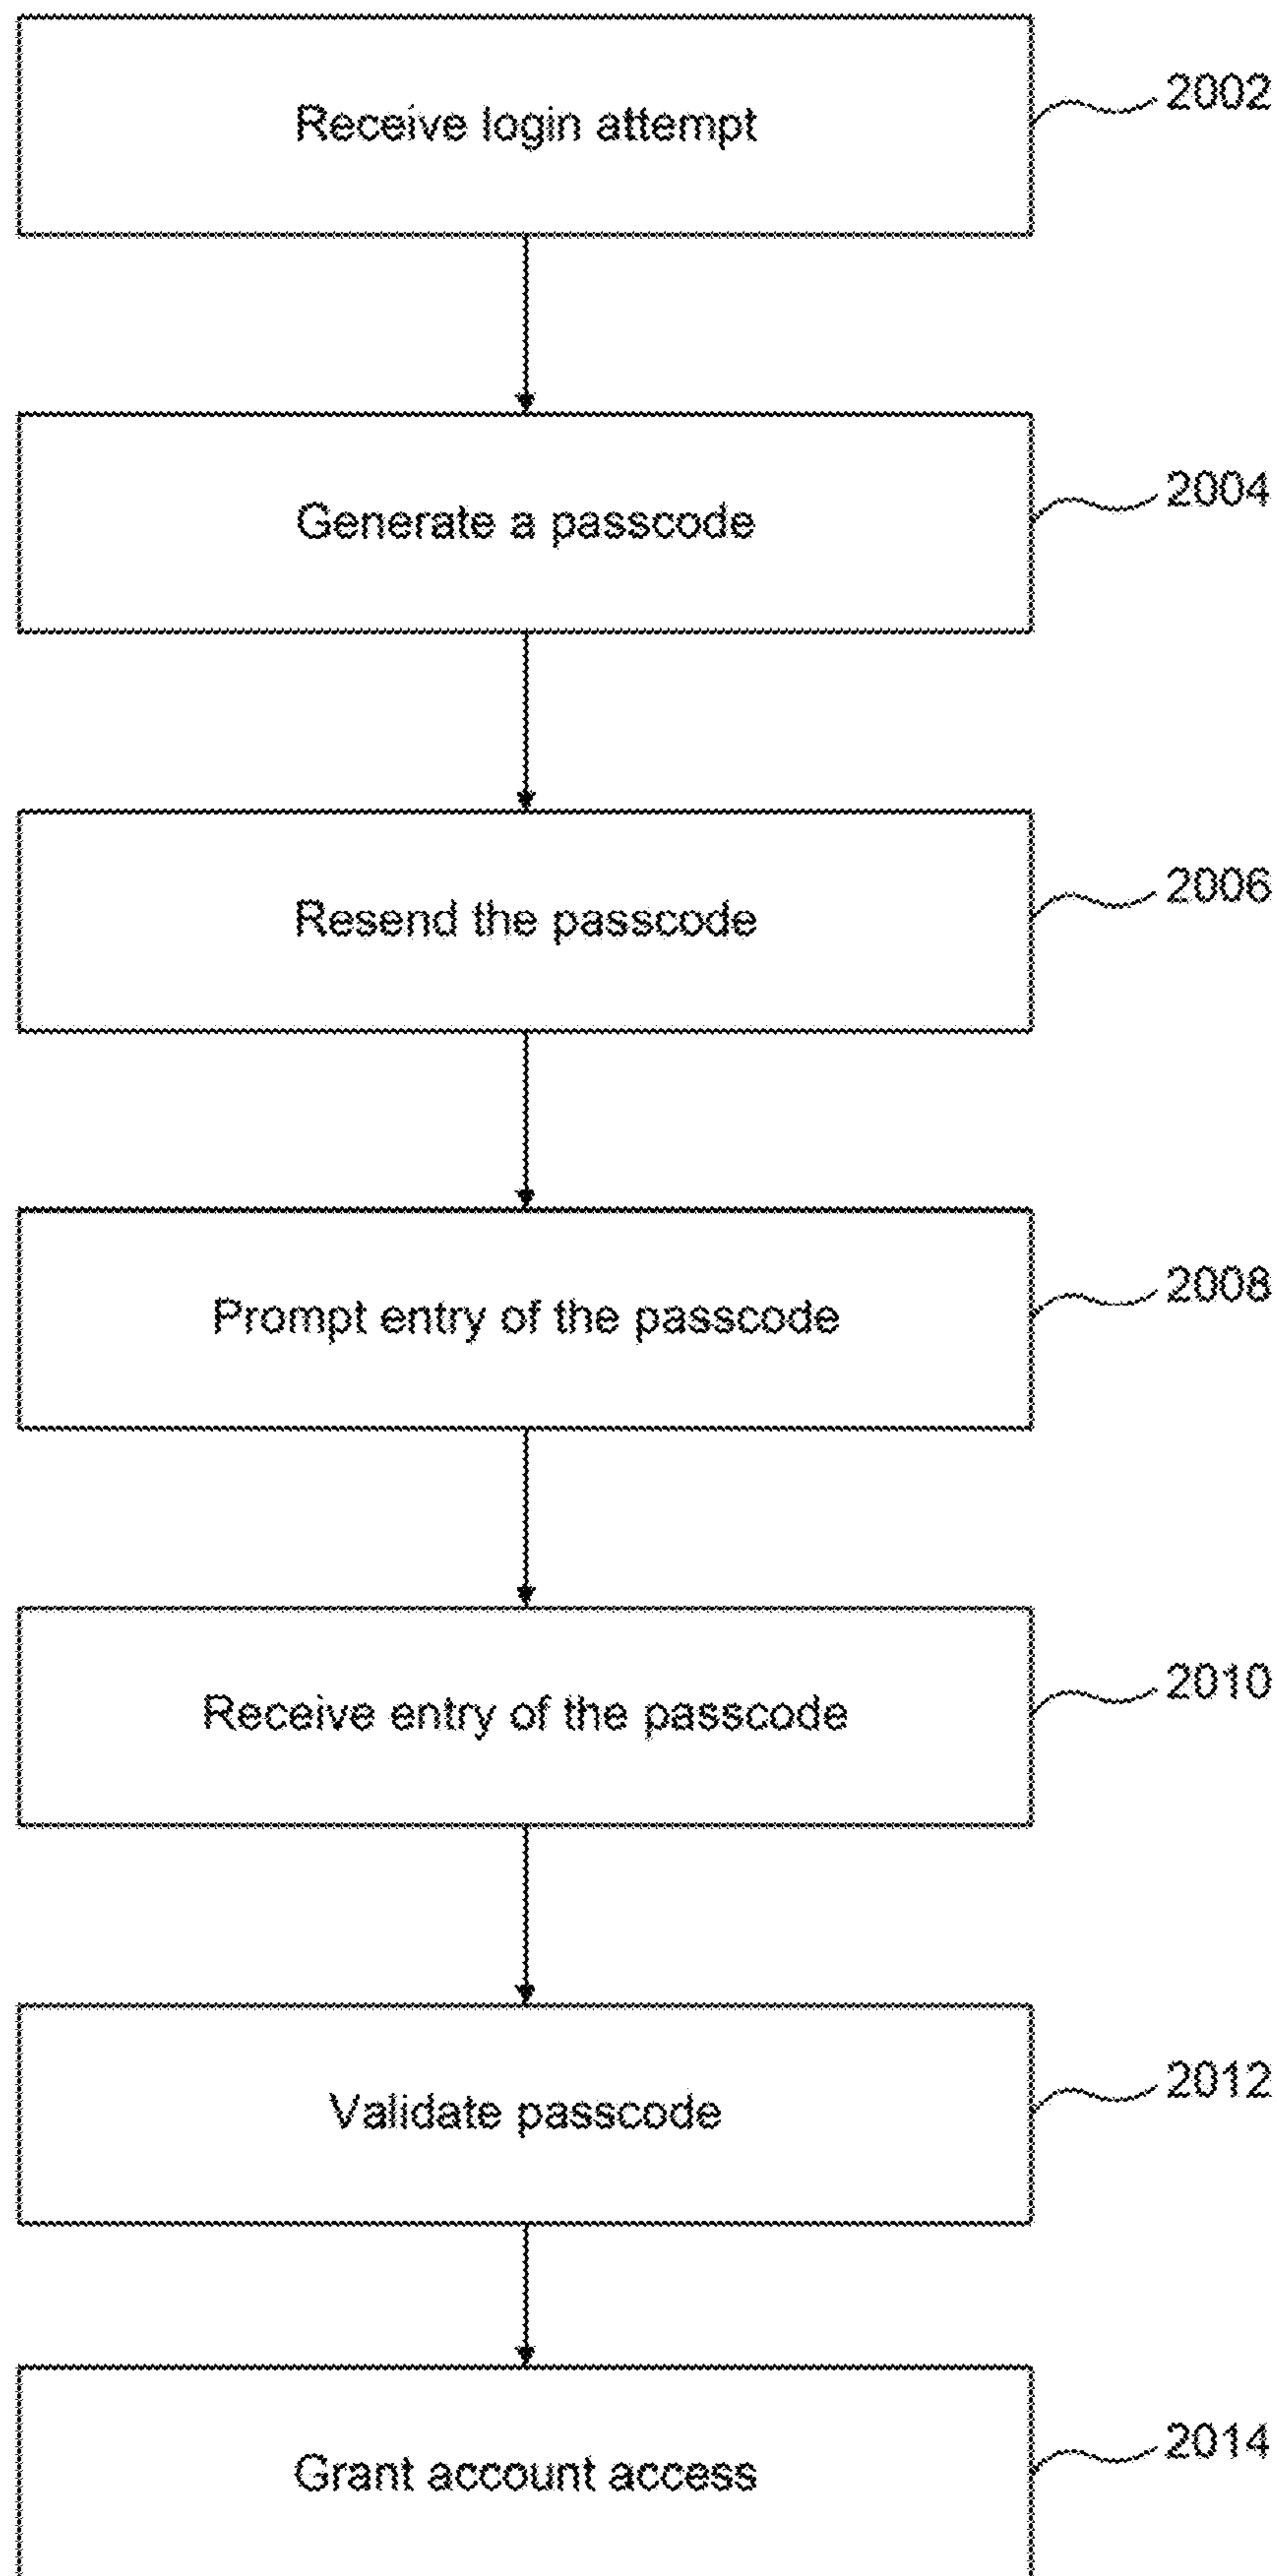 Receive login attempt
2002
Generate a passcode
2004
Resend the passcode
2006
Prompt entry of the passcode
2008
Receive entry of the passcode
2010
Validate passcode
2012
Grant account access
2014